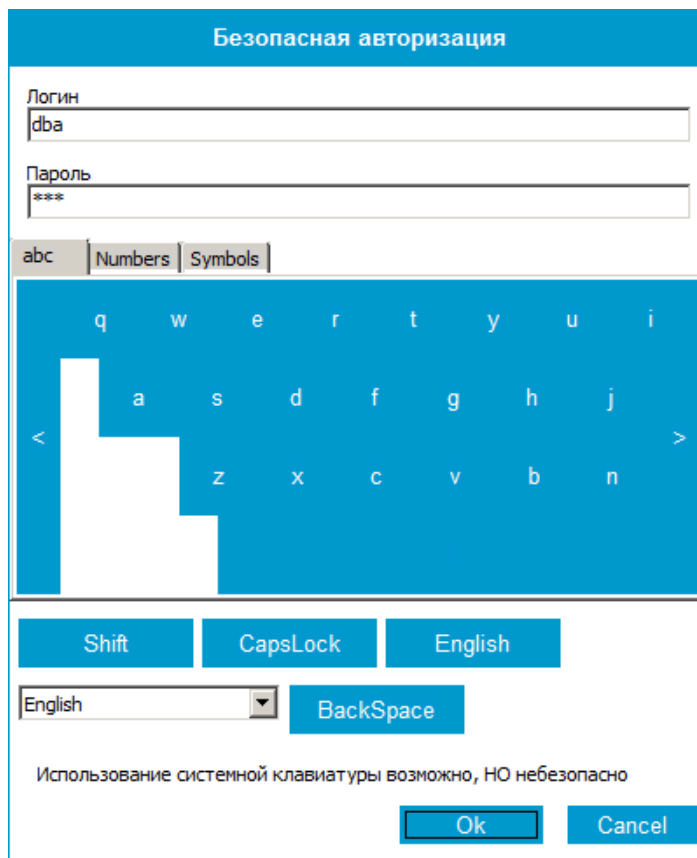 Безопасная авторизация
Логин
dba
Пароль
***
abc Numbers Symbols
q w e r t y u i
a s d f g h j
< >
z x c v b n
Shift CapsLock English
English BackSpace
Использование системной клавиатуры возможно, НО небезопасно
Ok Cancel